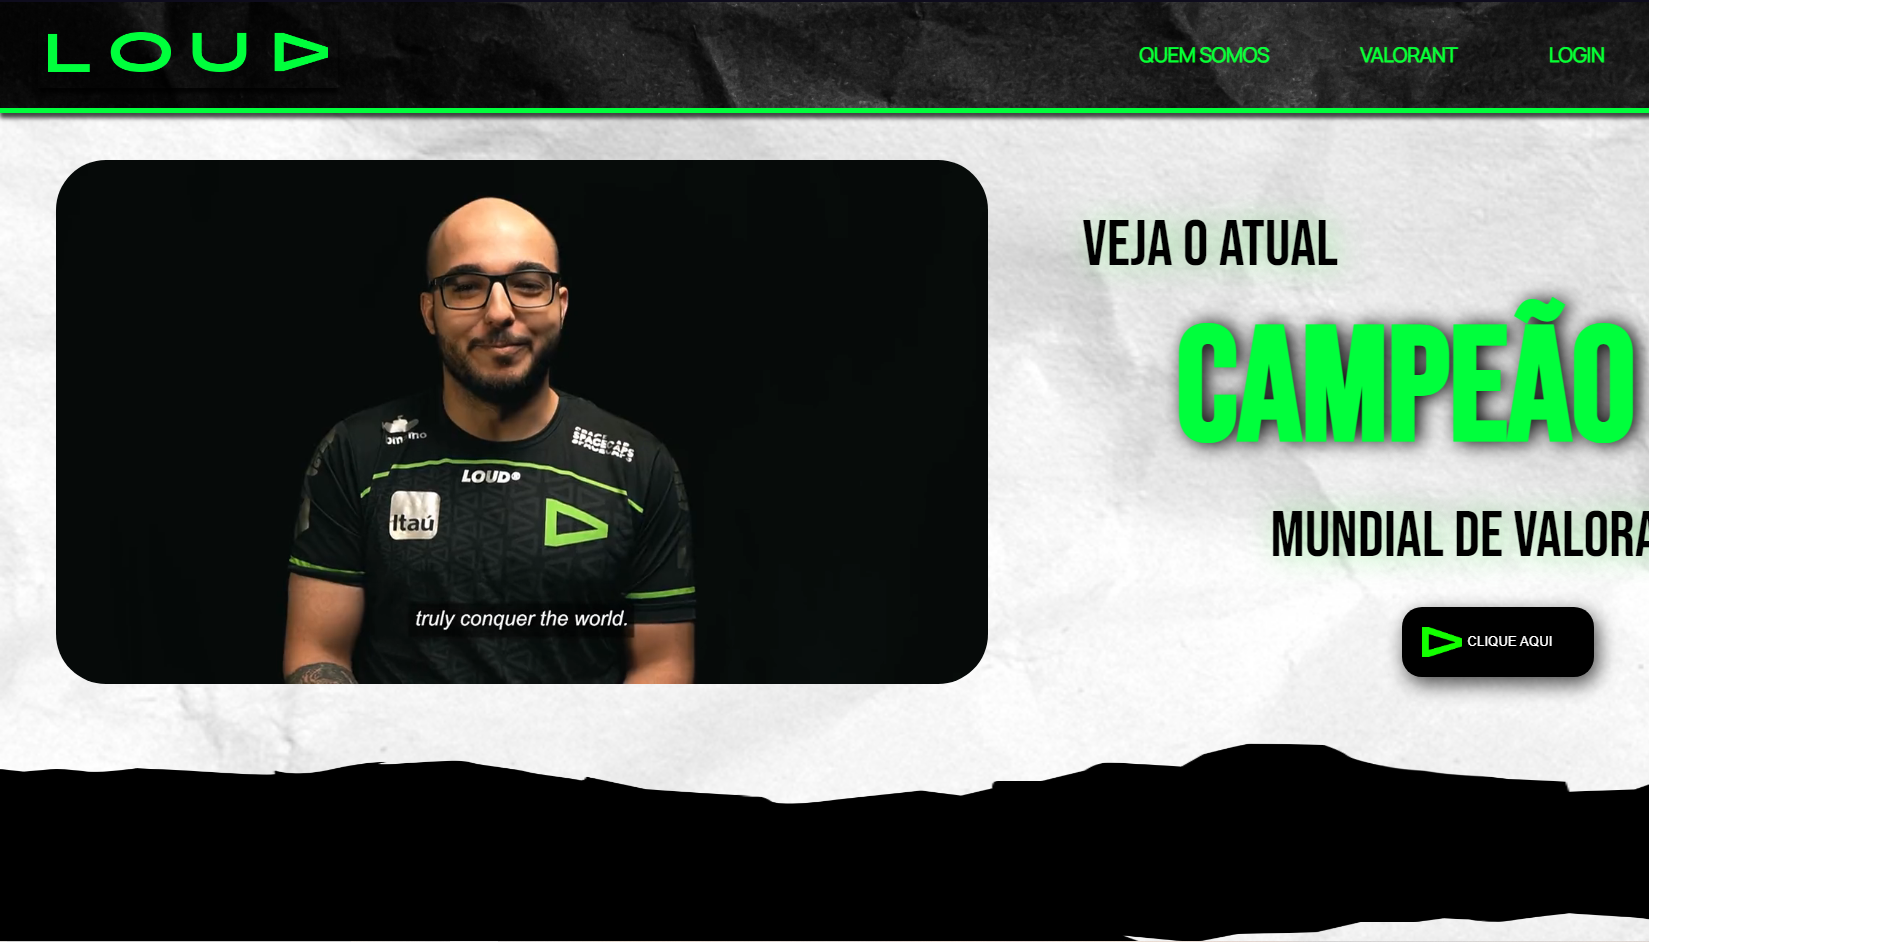 LOUD
QUEM SOMOS
VALORANT
LOGIN
VEJA O ATUAL
CAMPEÃO
MUNDIAL DE VALORA
CLIQUE AQUI
SPACECAPS
LOUD®
Itaú
truly conquer the world.